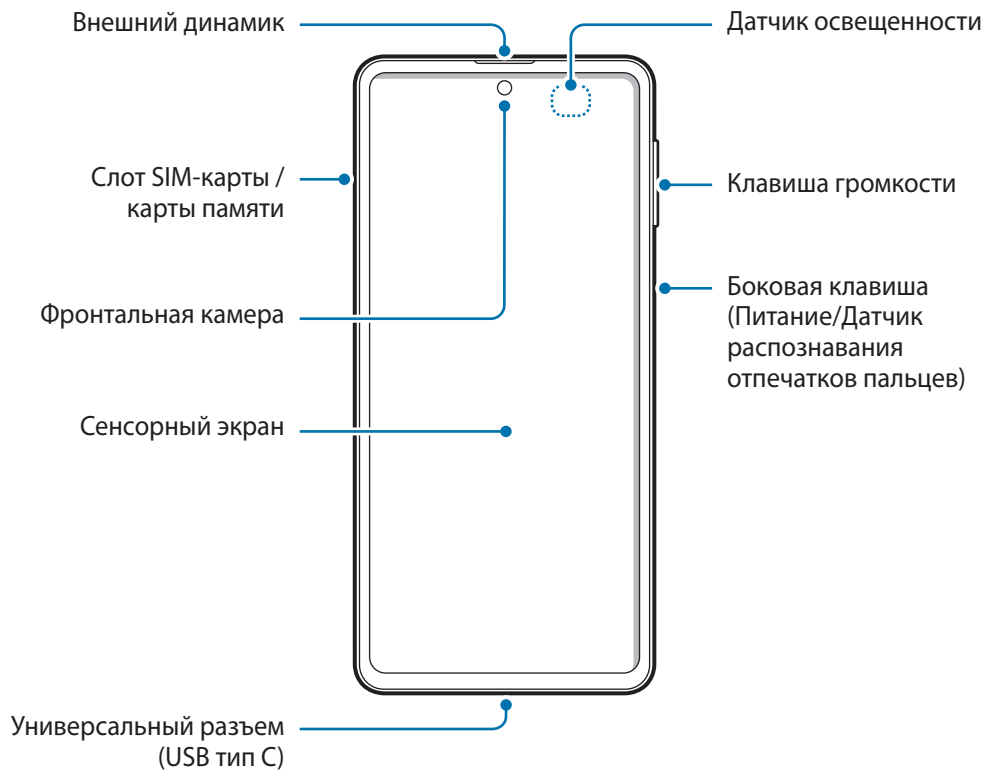 Внешний динамик
Датчик освещенности
Слот SIM-карты /
карты памяти
Клавиша громкости
Фронтальная камера
Боковая клавиша
(Питание/Датчик
распознавания
отпечатков пальцев)
Сенсорный экран
Универсальный разъем
(USB тип C)